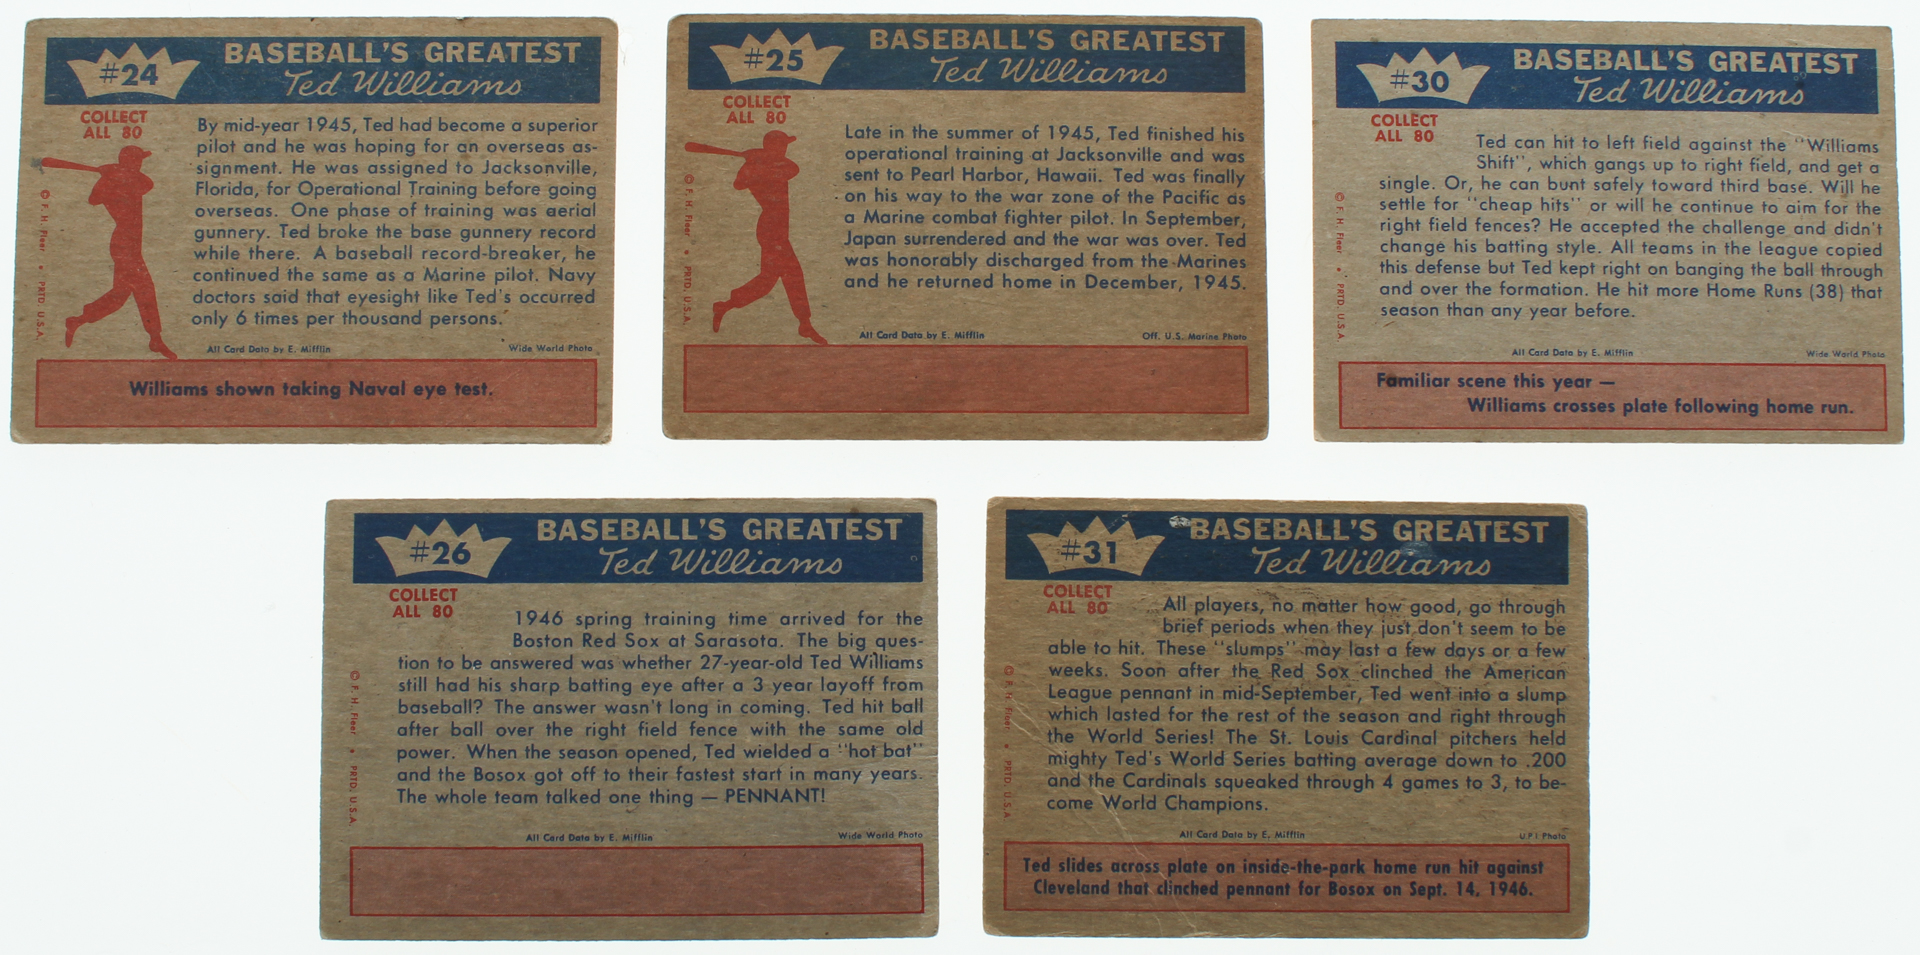 #24
BASEBALL'S GREATEST
Ted Williams
COLLECT
ALL 80
By mid-year 1945, Ted had become a superior
pilot and he was hoping for an overseas as-
signment. He was assigned to Jacksonville,
Florida, for Operational Training before going
overseas. One phase of training was aerial
gunnery. Ted broke the base gunnery record
while there. A baseball record-breaker, he
continued the same as a Marine pilot. Navy
doctors said that eyesight like Ted's occurred
only 6 times per thousand persons.
© F. H. Fleer • PRTD. U.S.A.
All Card Data by E. Mifflin
Wide World Photo
Williams shown taking Naval eye test.
#25
BASEBALL'S GREATEST
Ted Williams
COLLECT
ALL 80
Late in the summer of 1945, Ted finished his
operational training at Jacksonville and was
sent to Pearl Harbor, Hawaii. Ted was finally
on his way to the war zone of the Pacific as
a Marine combat fighter pilot. In September,
Japan surrendered and the war was over. Ted
was honorably discharged from the Marines
and he returned home in December, 1945.
© F. H. Fleer • PRTD. U.S.A.
All Card Data by E. Mifflin
Off. U.S. Marine Photo
#30
BASEBALL'S GREATEST
Ted Williams
COLLECT
ALL 80
Ted can hit to left field against the "Williams
Shift", which gangs up to right field, and get a
single. Or, he can bunt safely toward third base. Will he
settle for "cheap hits" or will he continue to aim for the
right field fences? He accepted the challenge and didn't
change his batting style. All teams in the league copied
this defense but Ted kept right on banging the ball through
and over the formation. He hit more Home Runs (38) that
season than any year before.
© F. H. Fleer • PRTD. U.S.A.
All Card Data by E. Mifflin
Wide World Photo
Familiar scene this year —
Williams crosses plate following home run.
#26
BASEBALL'S GREATEST
Ted Williams
COLLECT
ALL 80
1946 spring training time arrived for the
Boston Red Sox at Sarasota. The big ques-
tion to be answered was whether 27-year-old Ted Williams
still had his sharp batting eye after a 3 year layoff from
baseball? The answer wasn't long in coming. Ted hit ball
after ball over the right field fence with the same old
power. When the season opened, Ted wielded a "hot bat"
and the Bosox got off to their fastest start in many years.
The whole team talked one thing — PENNANT!
© F. H. Fleer • PRTD. U.S.A.
All Card Data by E. Mifflin
Wide World Photo
#31
BASEBALL'S GREATEST
Ted Williams
COLLECT
ALL 80
All players, no matter how good, go through
brief periods when they just don't seem to be
able to hit. These "slumps" may last a few days or a few
weeks. Soon after the Red Sox clinched the American
League pennant in mid-September, Ted went into a slump
which lasted for the rest of the season and right through
the World Series! The St. Louis Cardinal pitchers held
mighty Ted's World Series batting average down to .200
and the Cardinals squeaked through 4 games to 3, to be-
come World Champions.
© F. H. Fleer • PRTD. U.S.A.
All Card Data by E. Mifflin
U.P.I Photo
Ted slides across plate on inside-the-park home run hit against
Cleveland that clinched pennant for Bosox on Sept. 14, 1946.